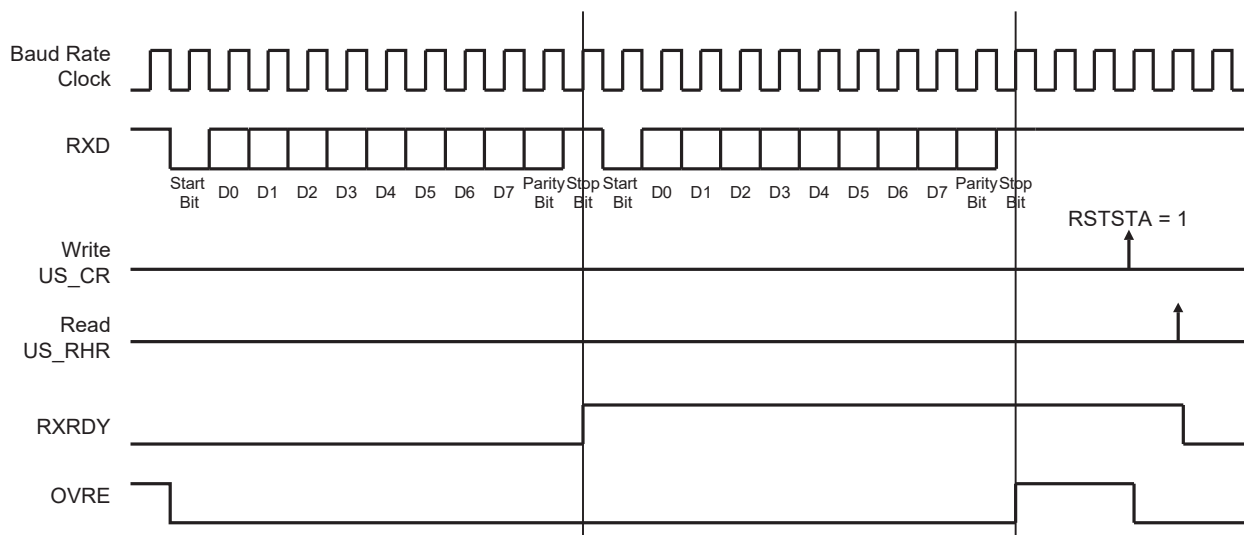 Baud Rate
Clock
RXD
Start
Bit D0 D1 D2 D3 D4 D5 D6 D7 Parity
Bit Stop
Bit Start
Bit D0 D1 D2 D3 D4 D5 D6 D7 Parity
Bit Stop
Bit
RSTSTA = 1
Write
US_CR
Read
US_RHR
RXRDY
OVRE